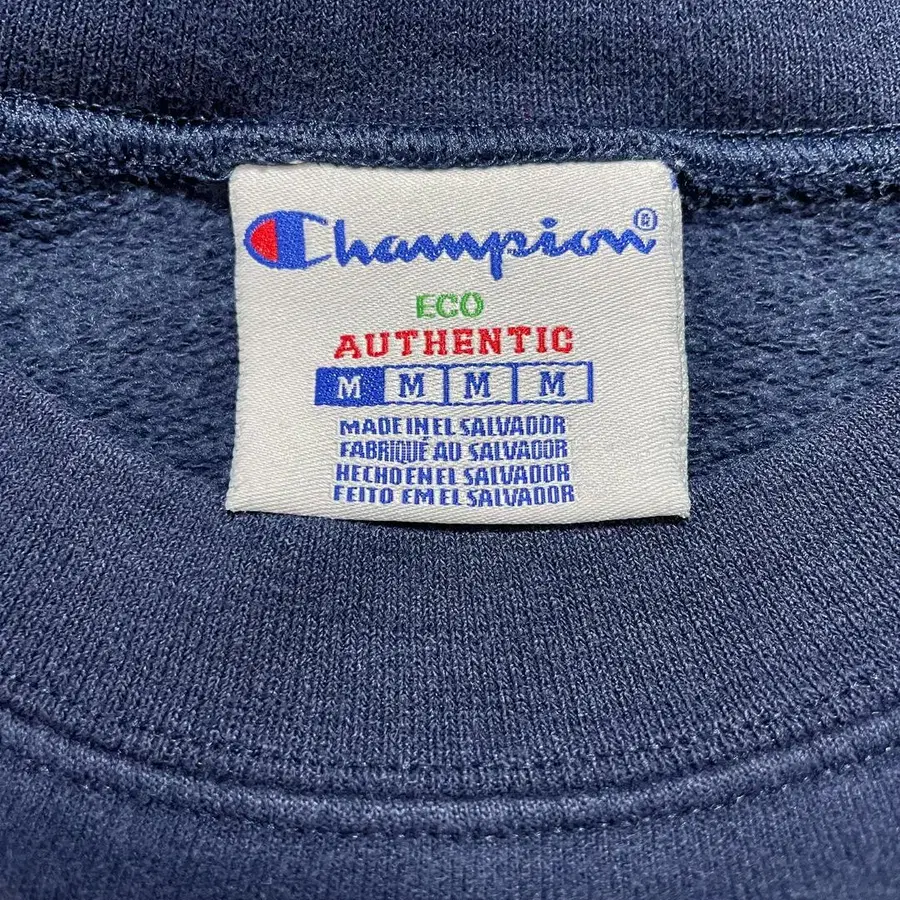 Champion®
ECO
AUTHENTIC
M M M M
MADE IN EL SALVADOR
FABRIQUÉ AU SALVADOR
HECHO EN EL SALVADOR
FEITO EM EL SALVADOR